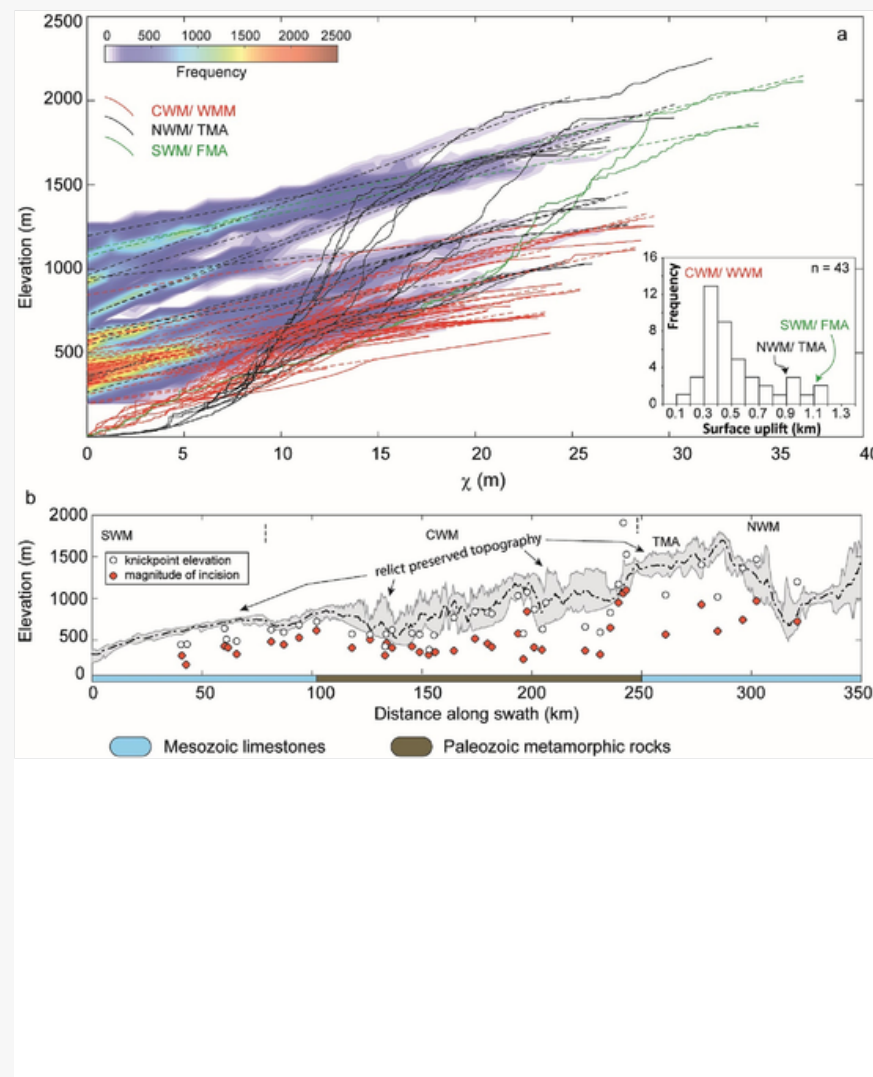 2500
a
0 500 1000 1500 2000 2500
Frequency
CWM/ WMM
NWM/ TMA
SWM/ FMA
2000
1500
1000
500
Elevation (m)
16
12
8
4
0
Frequency
CWM/ WWM
n = 43
SWM/ FMA
NWM/ TMA
0.1 0.3 0.5 0.7 0.9 1.1 1.3
Surface uplift (km)
0 5 10 15 20 25 30 35 40
χ (m)
b
2000
1500
1000
500
0
Elevation (m)
SWM CWM TMA NWM
knickpoint elevation
magnitude of incision
relict preserved topography
0 50 100 150 200 250 300 350
Distance along swath (km)
Mesozoic limestones Paleozoic metamorphic rocks